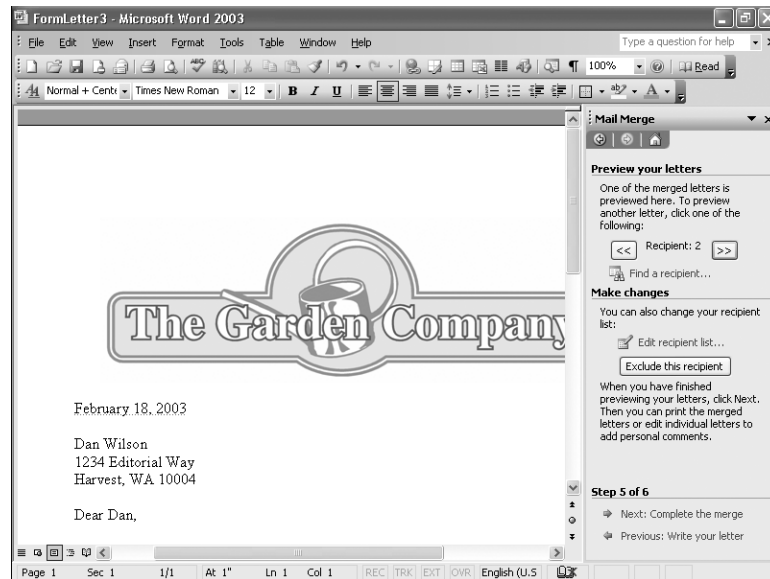 FormLetter3 - Microsoft Word 2003
File Edit View Insert Format Tools Table Window Help Type a question for help
100% Read
Normal + Cente Times New Roman 12 B I U
Mail Merge
Preview your letters
One of the merged letters is
previewed here. To preview
another letter, click one of the
following:
<< Recipient: 2 >>
Find a recipient...
Make changes
You can also change your recipient
list:
Edit recipient list...
Exclude this recipient
When you have finished
previewing your letters, click Next.
Then you can print the merged
letters or edit individual letters to
add personal comments.
Step 5 of 6
Next: Complete the merge
Previous: Write your letter
The Garden Company
February 18, 2003
Dan Wilson
1234 Editorial Way
Harvest, WA 10004
Dear Dan,
Page 1 Sec 1 1/1 At 1" Ln 1 Col 1 REC TRK EXT OVR English (U.S